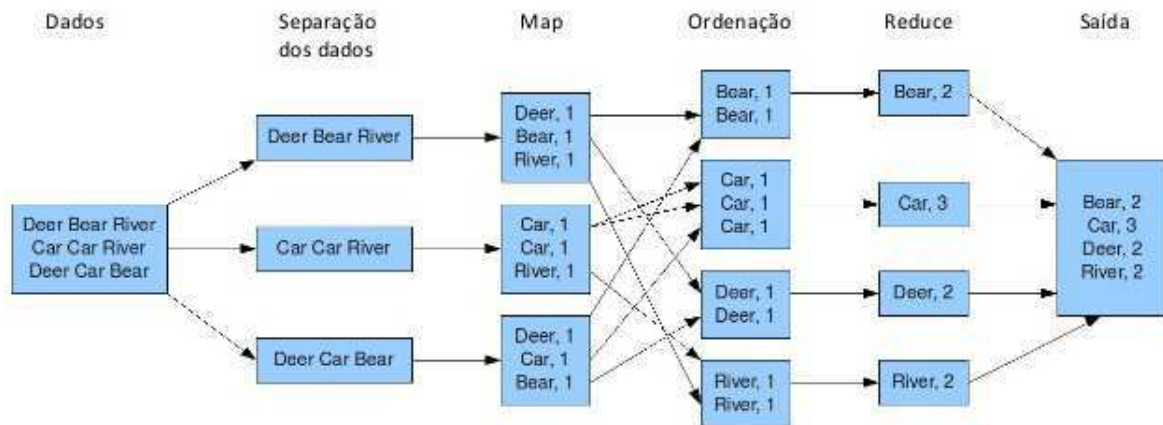 Dados
Separação
dos dados
Map
Ordenação
Reduce
Saída
Deer Bear River
Car Car River
Deer Car Bear
Deer Bear River
Car Car River
Deer Car Bear
Deer, 1
Bear, 1
River, 1
Car, 1
Car, 1
River, 1
Deer, 1
Car, 1
Bear, 1
Bear, 1
Bear, 1
Car, 1
Car, 1
Car, 1
Deer, 1
Deer, 1
River, 1
River, 1
Bear, 2
Car, 3
Deer, 2
River, 2
Bear, 2
Car, 3
Deer, 2
River, 2